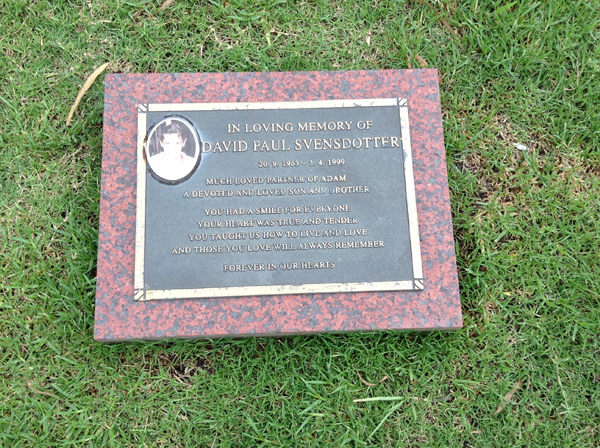 IN LOVING MEMORY OF
DAVID PAUL SVENSDOTTER
20. 9. 1963 – 3. 4. 1999
MUCH LOVED PARTNER OF ADAM
A DEVOTED AND LOVED SON AND BROTHER
YOU HAD A SMILE FOR EVERYONE
YOUR HEART WAS TRUE AND TENDER
YOU TAUGHT US HOW TO LIVE AND LOVE
AND THOSE YOU LOVE WILL ALWAYS REMEMBER
FOREVER IN OUR HEARTS